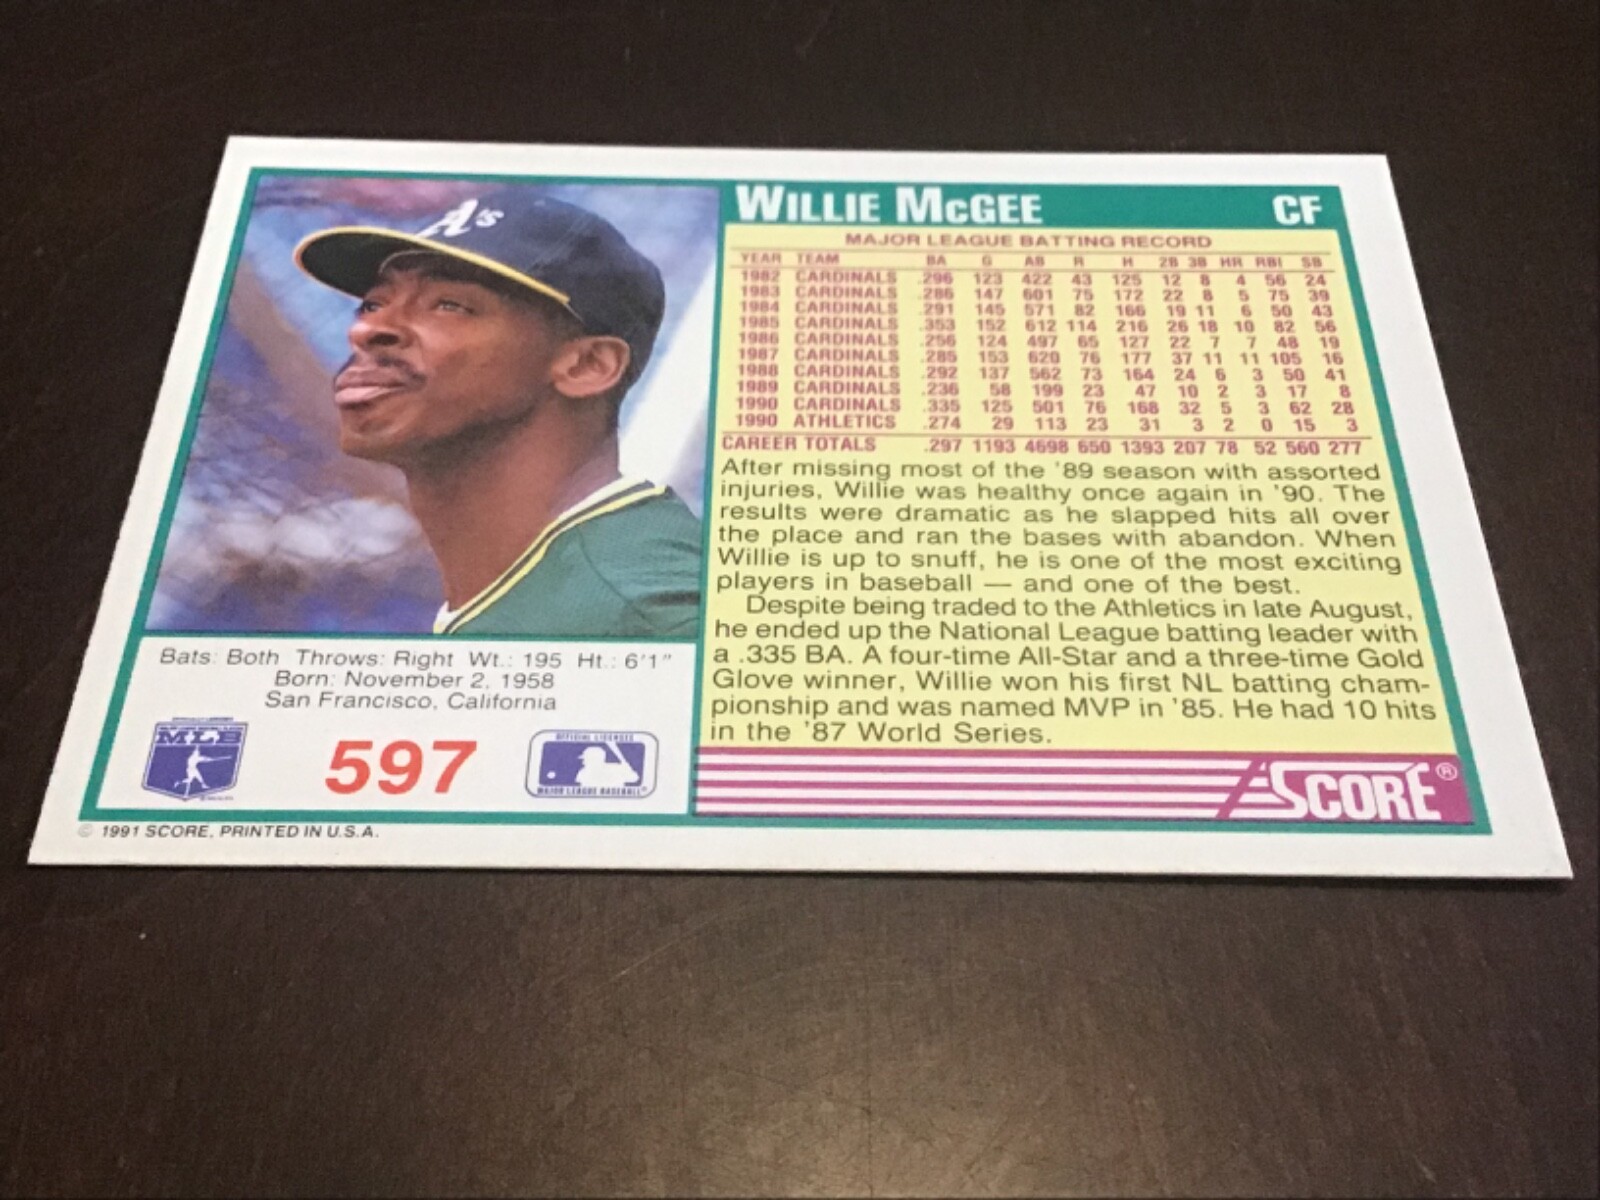 A's
WILLIE McGEE CF
MAJOR LEAGUE BATTING RECORD
YEAR TEAM BA G AB R H 2B 3B HR RBI SB
1982 CARDINALS .296 123 422 43 125 12 8 4 56 24
1983 CARDINALS .286 147 601 75 172 22 8 5 75 39
1984 CARDINALS .291 145 571 82 166 19 11 6 50 43
1985 CARDINALS .353 152 612 114 216 26 18 10 82 56
1986 CARDINALS .256 124 497 65 127 22 7 7 48 19
1987 CARDINALS .285 153 620 76 177 37 11 11 105 16
1988 CARDINALS .292 137 562 73 164 24 6 3 50 41
1989 CARDINALS .236 58 199 23 47 10 2 3 17 8
1990 CARDINALS .335 125 501 76 168 32 5 3 62 28
1990 ATHLETICS .274 29 113 23 31 3 2 0 15 3
CAREER TOTALS .297 1193 4698 650 1393 207 78 52 560 277
After missing most of the '89 season with assorted
injuries, Willie was healthy once again in '90. The
results were dramatic as he slapped hits all over
the place and ran the bases with abandon. When
Willie is up to snuff, he is one of the most exciting
players in baseball — and one of the best.
Despite being traded to the Athletics in late August,
he ended up the National League batting leader with
a .335 BA. A four-time All-Star and a three-time Gold
Glove winner, Willie won his first NL batting cham-
pionship and was named MVP in '85. He had 10 hits
in the '87 World Series.
Bats: Both Throws: Right Wt.: 195 Ht.: 6'1"
Born: November 2, 1958
San Francisco, California
MLB
597
OFFICIAL LICENSEE
MAJOR LEAGUE BASEBALL
SCORE®
© 1991 SCORE, PRINTED IN U.S.A.